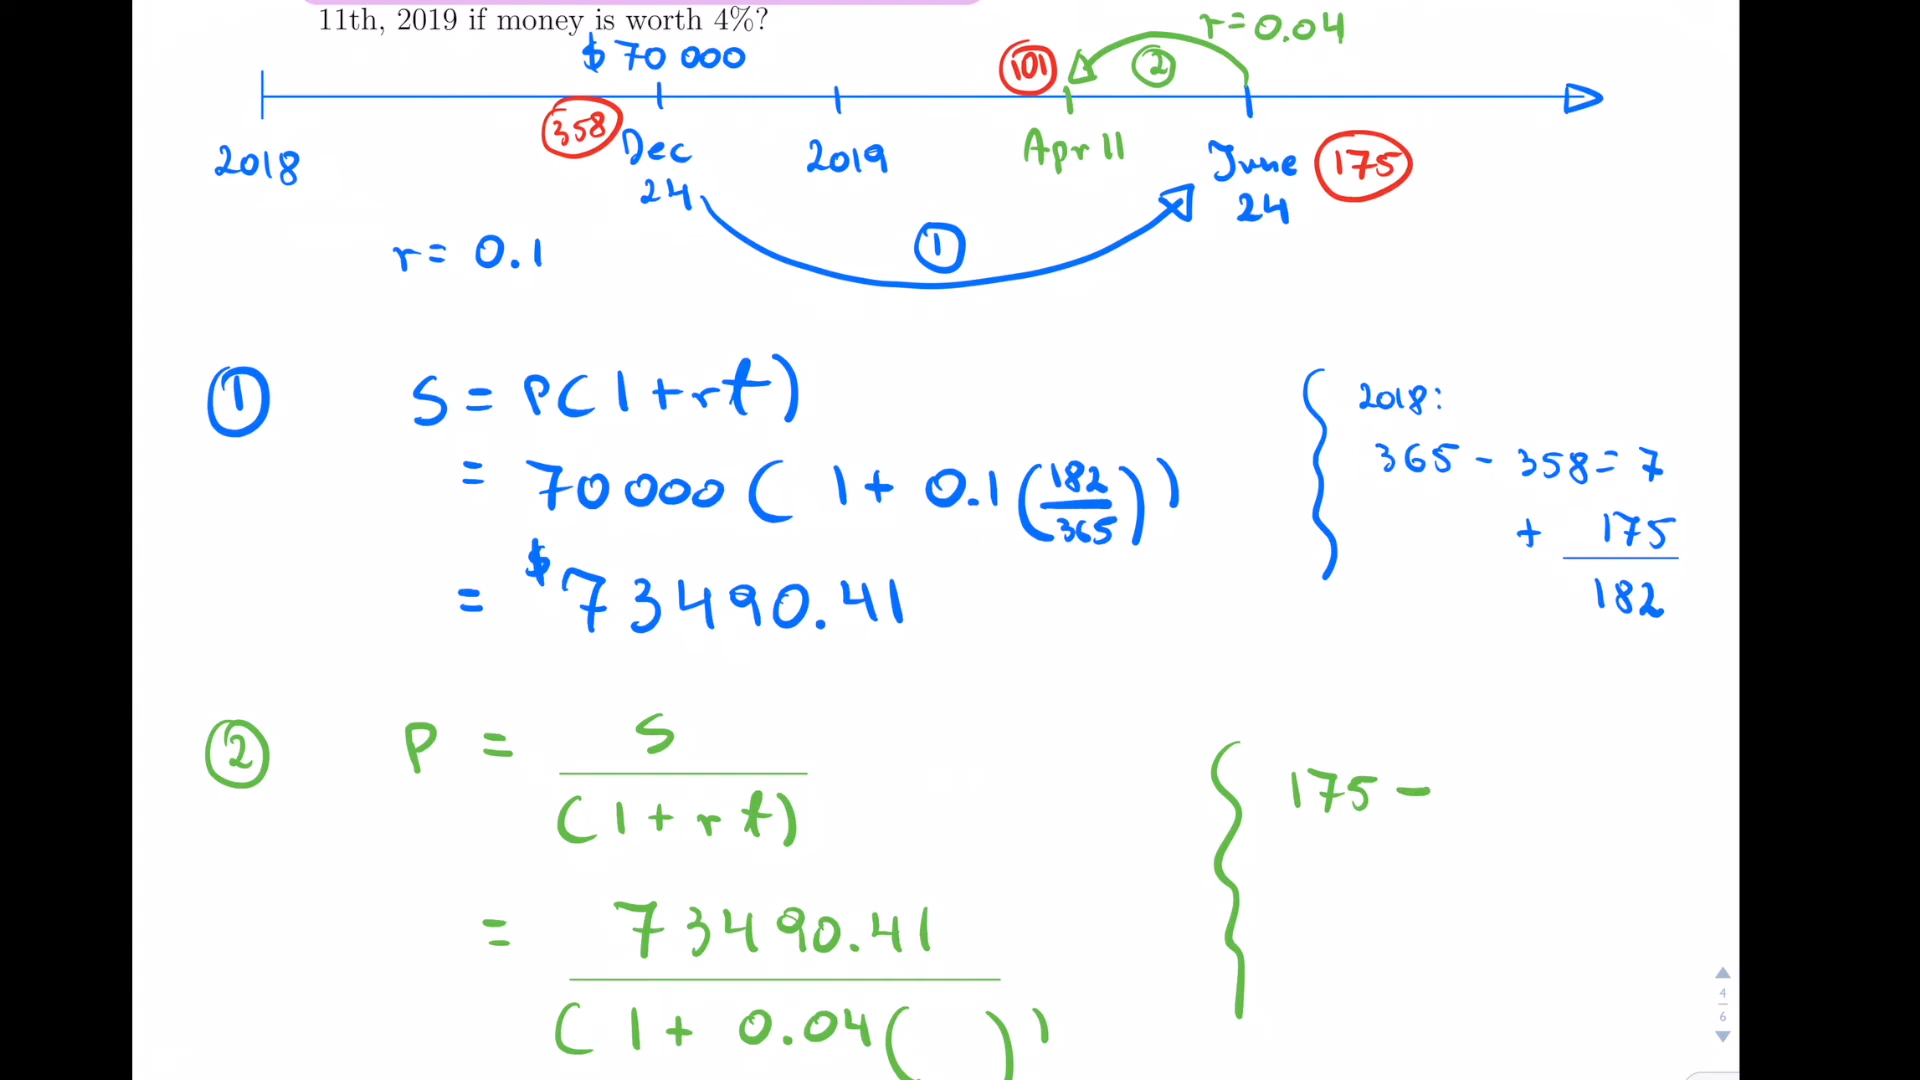 11th, 2019 if money is worth 4%?
r=0.04
$70 000
101
2
358
2018
Dec
24
2019
Apr 11
June
24
175
r= 0.1
1
1
S = P(1+rt)
= 70 000 ( 1 + 0.1 (182/365))
= $73490.41
2018:
365 - 358 = 7
+ 175
182
2
P = S
(1+rt)
= 73490.41
(1+ 0.04( ))
175 -
4
6